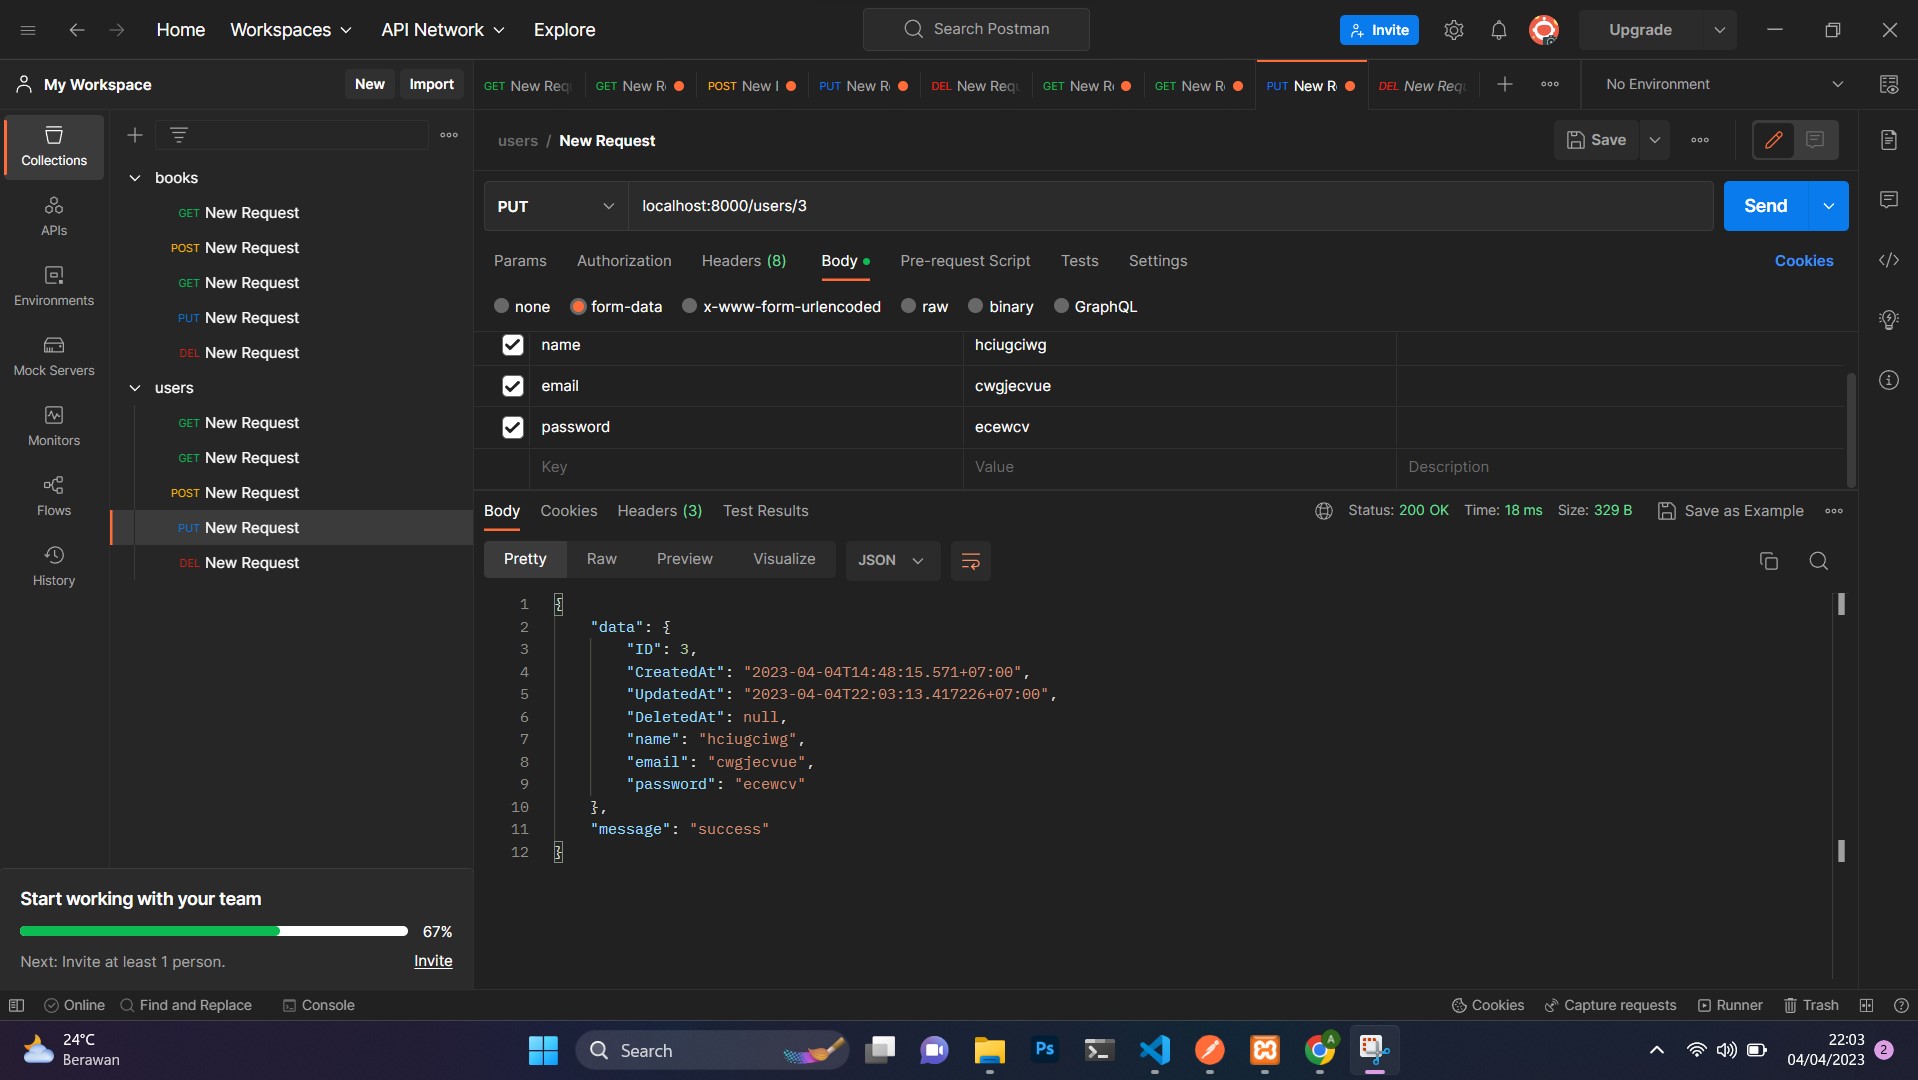 Home Workspaces API Network Explore Search Postman Invite Upgrade
My Workspace New Import
GET New Requ GET New R POST New I PUT New R DEL New Requ GET New R GET New R PUT New R DEL New Requ No Environment
Collections
APIs
Environments
Mock Servers
Monitors
Flows
History
books
GET New Request
POST New Request
GET New Request
PUT New Request
DEL New Request
users
GET New Request
GET New Request
POST New Request
PUT New Request
DEL New Request
Start working with your team
67%
Next: Invite at least 1 person. Invite
users / New Request Save
PUT localhost:8000/users/3 Send
Params Authorization Headers (8) Body Pre-request Script Tests Settings Cookies
none form-data x-www-form-urlencoded raw binary GraphQL
name hciugciwg
email cwgjecvue
password ecewcv
Key Value Description
Body Cookies Headers (3) Test Results Status: 200 OK Time: 18 ms Size: 329 B Save as Example
Pretty Raw Preview Visualize JSON
1 {
2 "data": {
3 "ID": 3,
4 "CreatedAt": "2023-04-04T14:48:15.571+07:00",
5 "UpdatedAt": "2023-04-04T22:03:13.417226+07:00",
6 "DeletedAt": null,
7 "name": "hciugciwg",
8 "email": "cwgjecvue",
9 "password": "ecewcv"
10 },
11 "message": "success"
12 }
Online Find and Replace Console Cookies Capture requests Runner Trash
24°C
Berawan
Search
Ps
A
22:03
04/04/2023
2